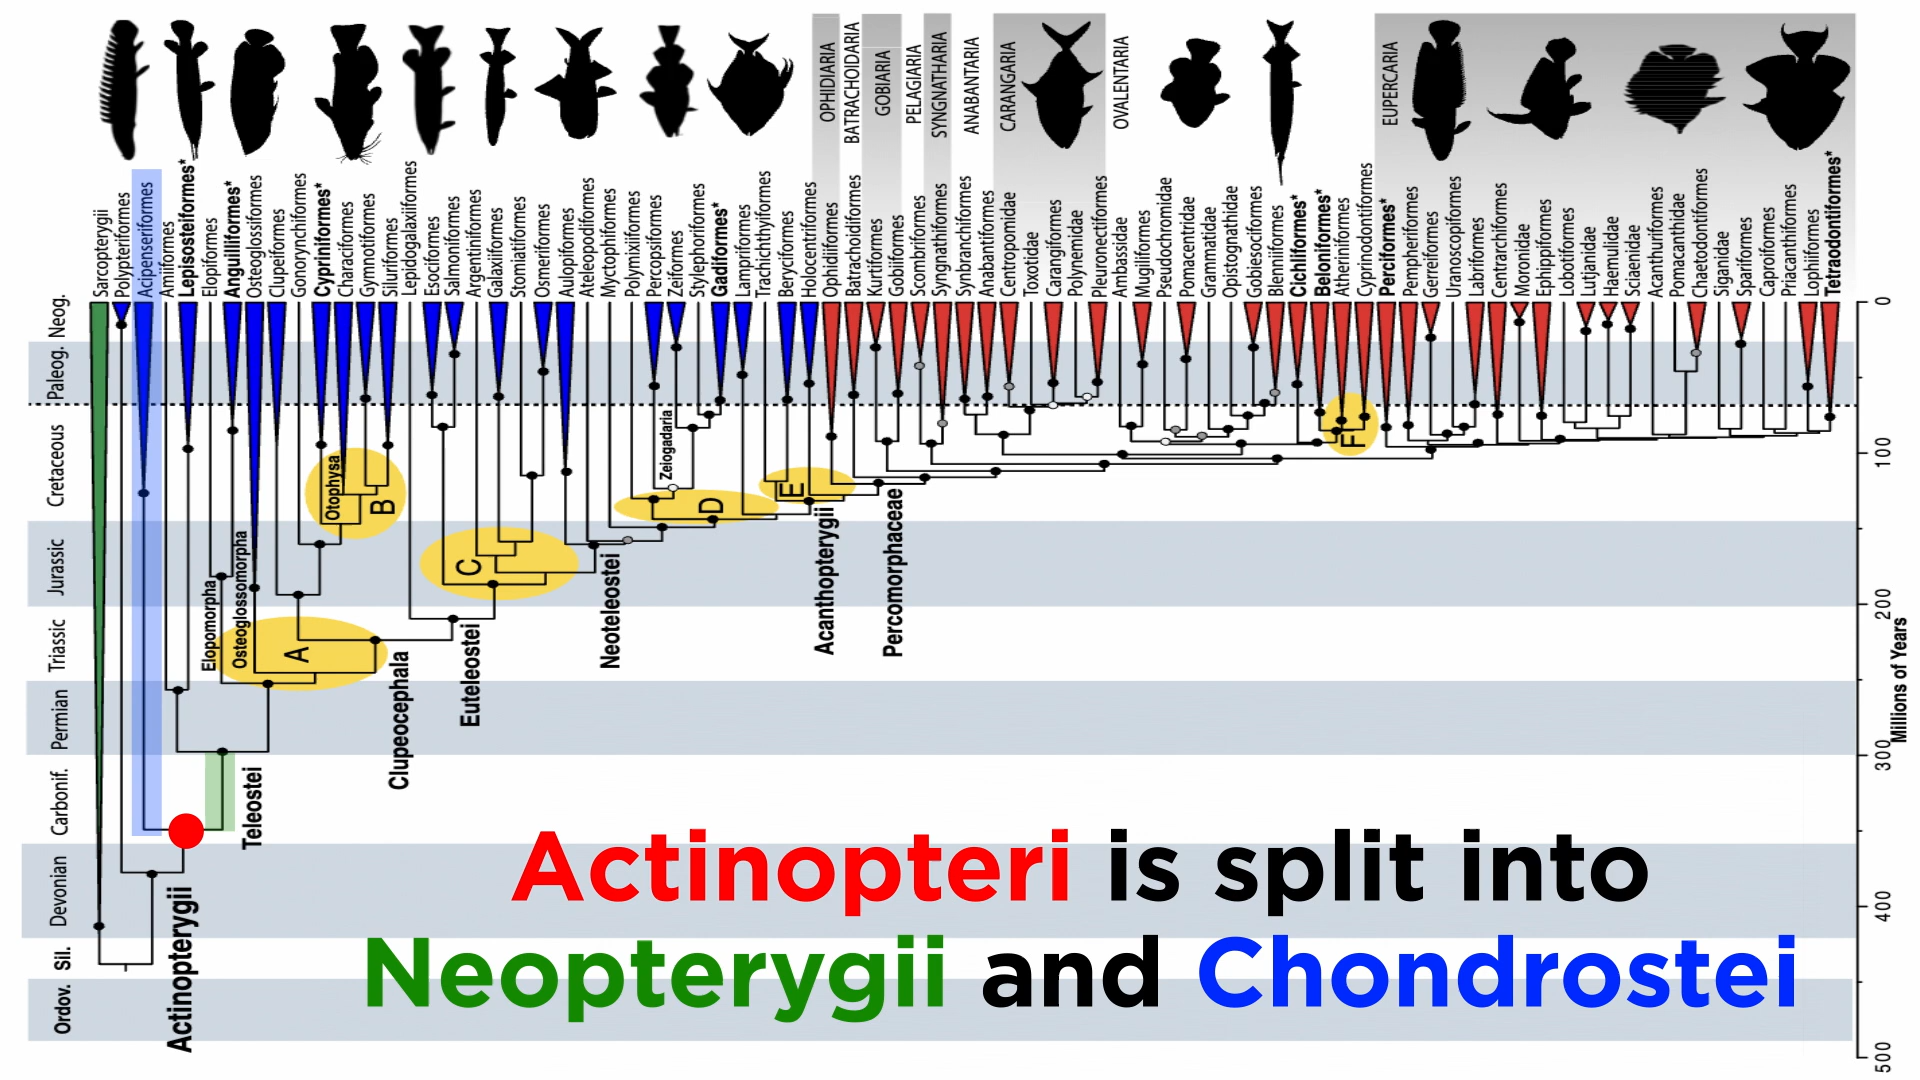 OPHIDIARIA
BATRACHOIDARIA
GOBIARIA
PELAGIARIA
SYNGNATHARIA
ANABANTARIA
CARANGARIA
OVALENTARIA
EUPERCARIA
Sarcopterygii
Polypteriformes
Acipenseriformes
Amiiformes
Lepisosteiformes*
Elopiformes
Anguilliformes*
Osteoglossiformes
Clupeiformes
Gonorynchiformes
Cypriniformes*
Characiformes
Gymnotiformes
Siluriformes
Lepidogalaxiiformes
Esociformes
Salmoniformes
Argentiniformes
Galaxiiformes
Stomiatiformes
Osmeriformes
Aulopiformes
Ateleopodiformes
Myctophiformes
Polymixiiformes
Percopsiformes
Zeiformes
Stylephoriformes
Gadiformes*
Lampriformes
Trachichthyiformes
Beryciformes
Holocentriformes
Ophidiiformes
Batrachoidiformes
Kurtiformes
Gobiiformes
Scombriformes
Syngnathiformes
Synbranchiformes
Anabantiformes
Centropomidae
Toxotidae
Carangiformes
Polynemidae
Pleuronectiformes
Ambassidae
Mugiliformes
Pseudochromidae
Pomacentridae
Grammatidae
Opistognathidae
Gobiesociformes
Blenniiformes
Cichliformes*
Beloniformes*
Atheriniformes
Cyprinodontiformes
Perciformes*
Pempheriformes
Gerreiformes
Uranoscopiformes
Labriformes
Centrarchiformes
Moronidae
Ephippiformes
Lobotiformes
Lutjanidae
Haemulidae
Sciaenidae
Acanthuriformes
Pomacanthidae
Chaetodontiformes
Siganidae
Spariformes
Caproiformes
Priacanthiformes
Lophiiformes
Tetraodontiformes*
Neog.
Paleog.
Cretaceous
Jurassic
Triassic
Permian
Carbonif.
Devonian
Sil.
Ordov.
0
100
200
300
400
500
Millions of Years
Otophysa
Zeiogadaria
Elopomorpha
Osteoglossomorpha
A
B
C
D
E
F
Teleostei
Clupeocephala
Euteleostei
Neoteleostei
Acanthopterygii
Percomorphaceae
Actinopterygii
Actinopteri is split into
Neopterygii and Chondrostei